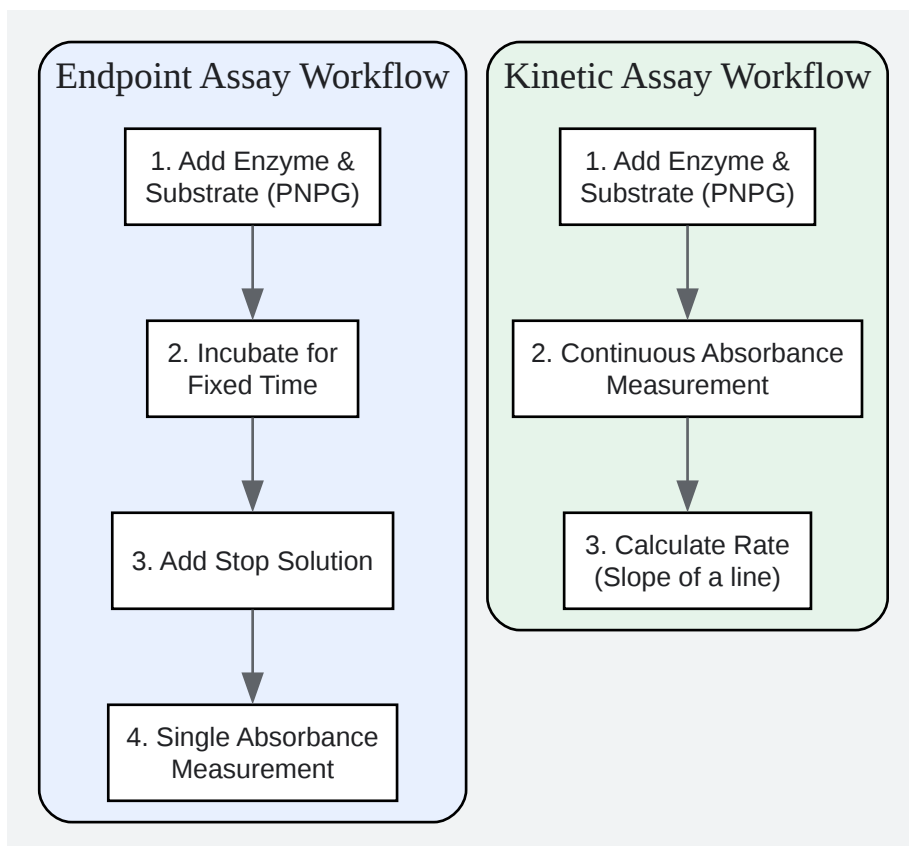 Endpoint Assay Workflow
1. Add Enzyme &
Substrate (PNPG)
2. Incubate for
Fixed Time
3. Add Stop Solution
4. Single Absorbance
Measurement
Kinetic Assay Workflow
1. Add Enzyme &
Substrate (PNPG)
2. Continuous Absorbance
Measurement
3. Calculate Rate
(Slope of a line)